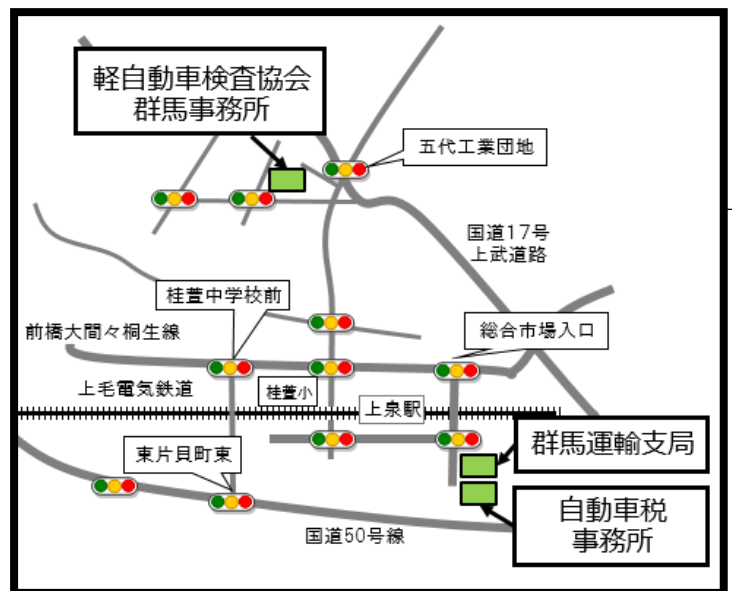 軽自動車検査協会
群馬事務所
五代工業団地
国道17号
上武道路
桂萱中学校前
前橋大間々桐生線
総合市場入口
上毛電気鉄道
桂萱小
上泉駅
群馬運輸支局
東片貝町東
自動車税
事務所
国道50号線